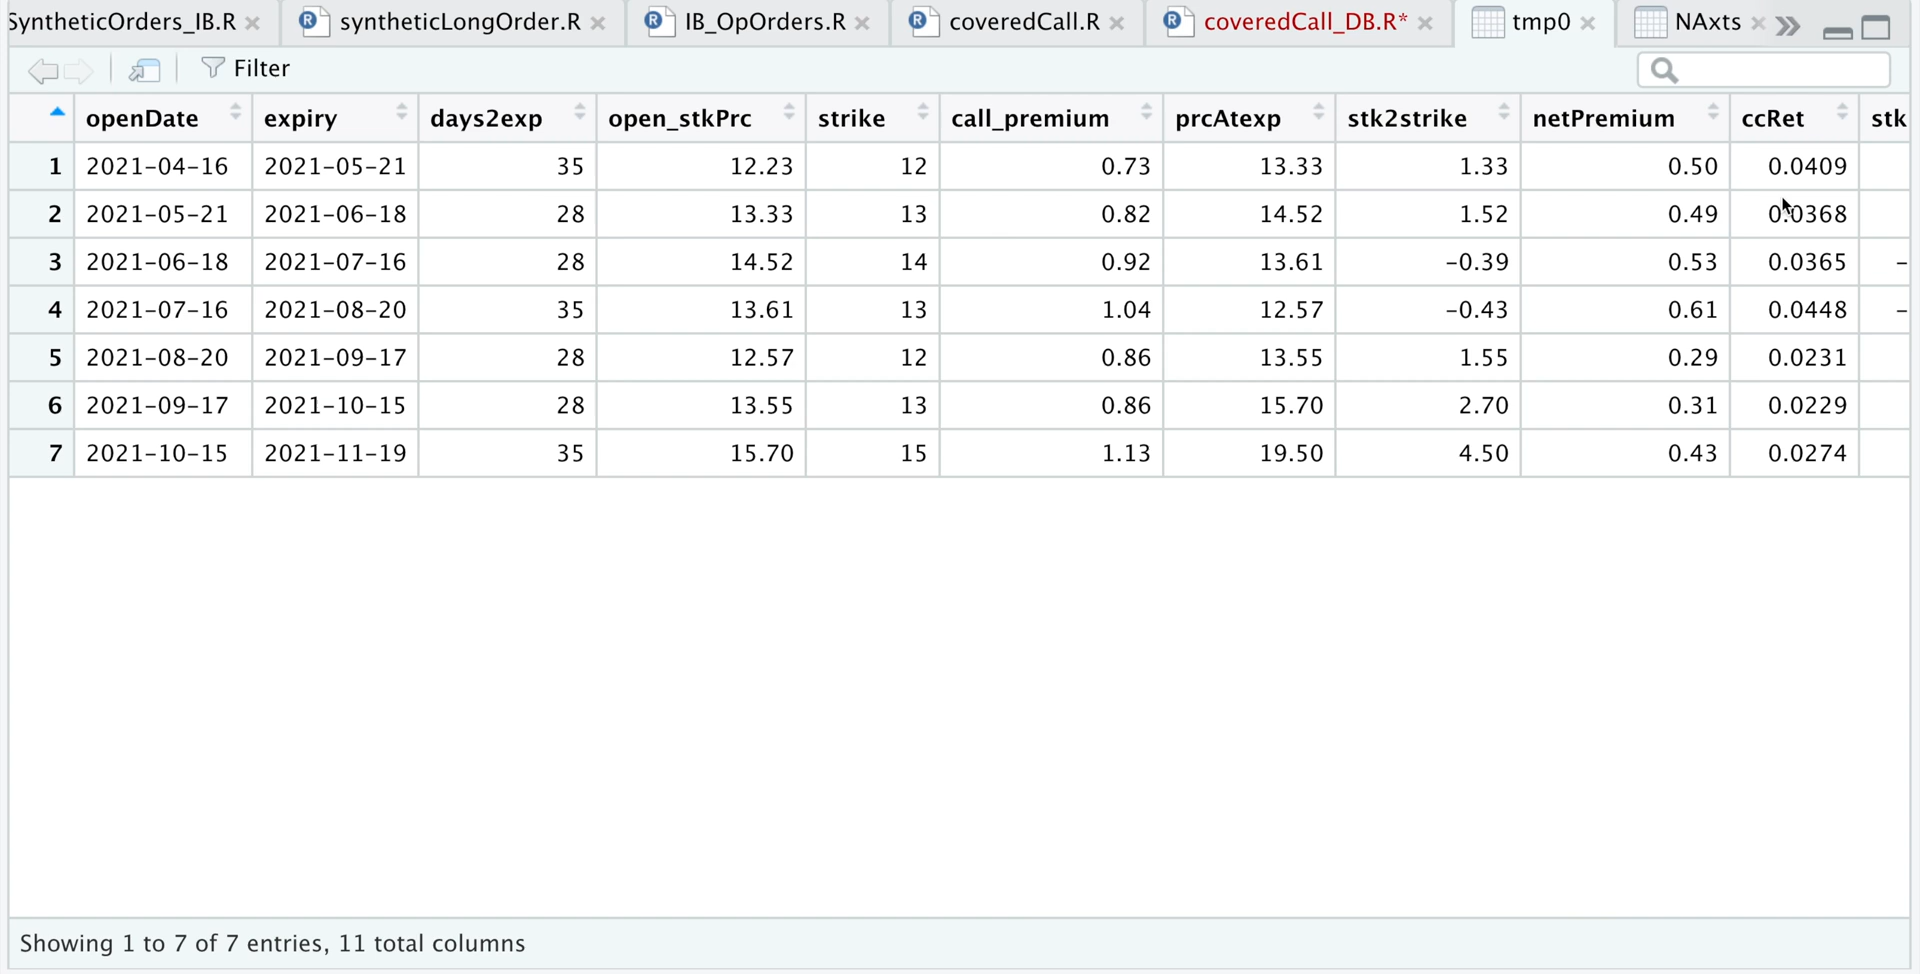 SyntheticOrders_IB.R syntheticLongOrder.R IB_OpOrders.R coveredCall.R coveredCall_DB.R* tmp0 NAxts
Filter
openDate expiry days2exp open_stkPrc strike call_premium prcAtexp stk2strike netPremium ccRet stk
1 2021-04-16 2021-05-21 35 12.23 12 0.73 13.33 1.33 0.50 0.0409
2 2021-05-21 2021-06-18 28 13.33 13 0.82 14.52 1.52 0.49 0.0368
3 2021-06-18 2021-07-16 28 14.52 14 0.92 13.61 -0.39 0.53 0.0365 -
4 2021-07-16 2021-08-20 35 13.61 13 1.04 12.57 -0.43 0.61 0.0448 -
5 2021-08-20 2021-09-17 28 12.57 12 0.86 13.55 1.55 0.29 0.0231
6 2021-09-17 2021-10-15 28 13.55 13 0.86 15.70 2.70 0.31 0.0229
7 2021-10-15 2021-11-19 35 15.70 15 1.13 19.50 4.50 0.43 0.0274
Showing 1 to 7 of 7 entries, 11 total columns